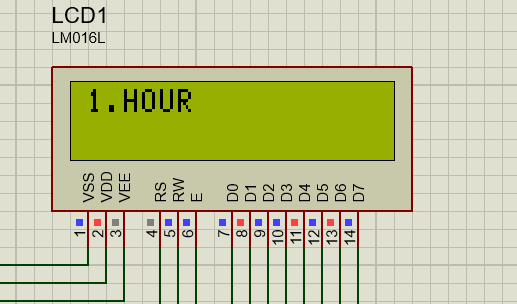 LCD1
LM016L
1.HOUR
VSS VDD VEE RS RW E D0 D1 D2 D3 D4 D5 D6 D7
1 2 3 4 5 6 7 8 9 10 11 12 13 14